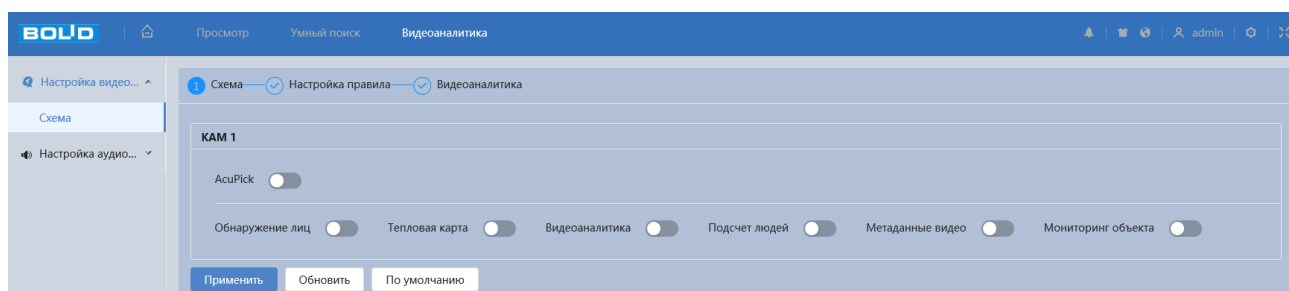 BOLID Просмотр Умный поиск Видеоаналитика admin
Настройка видео... 1 Схема Настройка правила Видеоаналитика
Схема
КАМ 1
Настройка аудио...
AcuPick
Обнаружение лиц Тепловая карта Видеоаналитика Подсчет людей Метаданные видео Мониторинг объекта
Применить Обновить По умолчанию